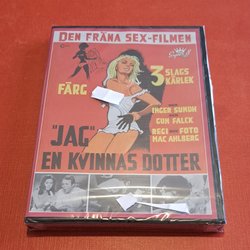 DEN FRÄNA SEX-FILMEN
3 SLAGS
KÄRLEK
FÄRG
INGER SUNDH
GUN FALCK
REGI OCH FOTO
MAC AHLBERG
"JAG"
EN KVINNAS DOTTER